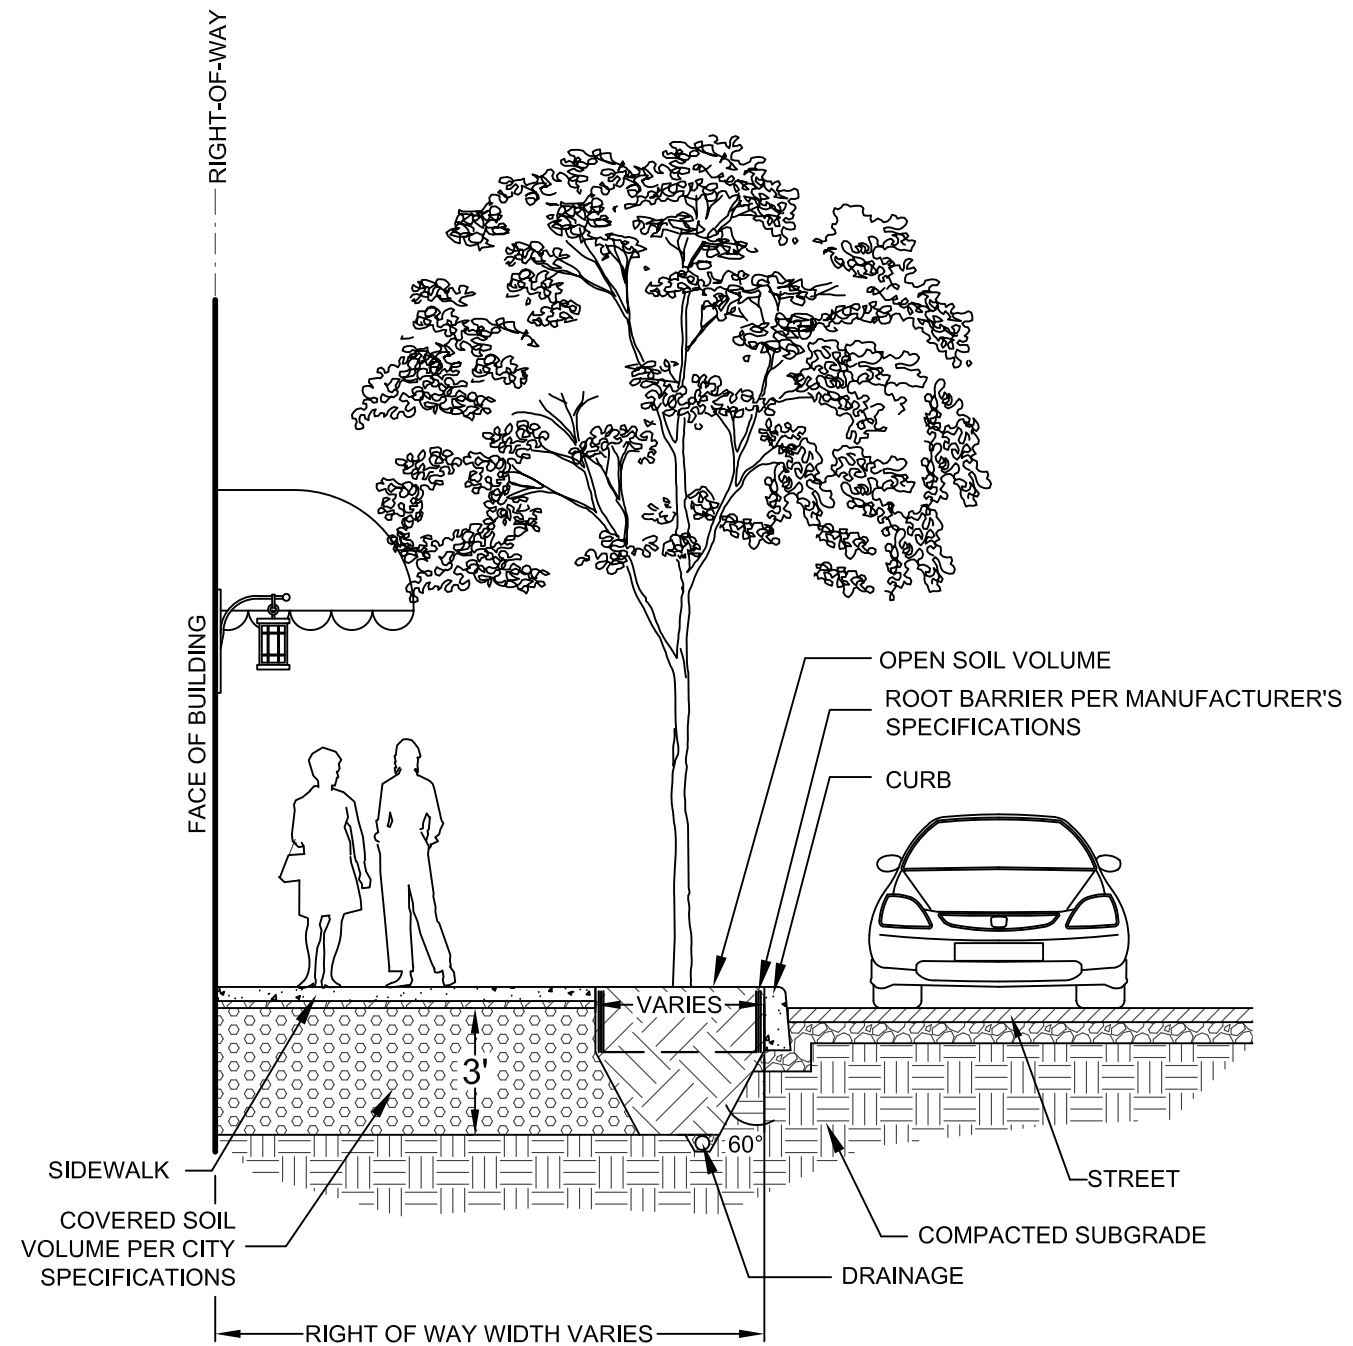 RIGHT-OF-WAY
FACE OF BUILDING
OPEN SOIL VOLUME
ROOT BARRIER PER MANUFACTURER'S
SPECIFICATIONS
CURB
VARIES
3'
60°
SIDEWALK
STREET
COVERED SOIL
VOLUME PER CITY
SPECIFICATIONS
COMPACTED SUBGRADE
DRAINAGE
RIGHT OF WAY WIDTH VARIES